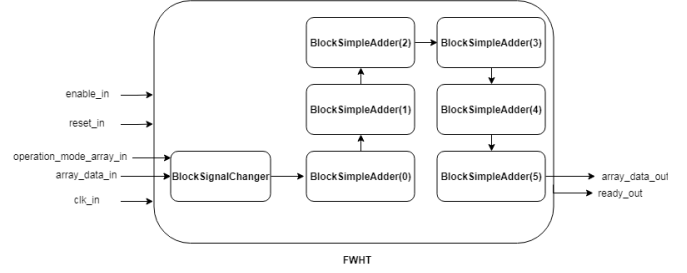 BlockSimpleAdder(2)
BlockSimpleAdder(3)
enable_in
BlockSimpleAdder(1)
BlockSimpleAdder(4)
reset_in
operation_mode_array_in
array_data_in
BlockSignalChanger
BlockSimpleAdder(0)
BlockSimpleAdder(5)
array_data_out
ready_out
clk_in
FWHT